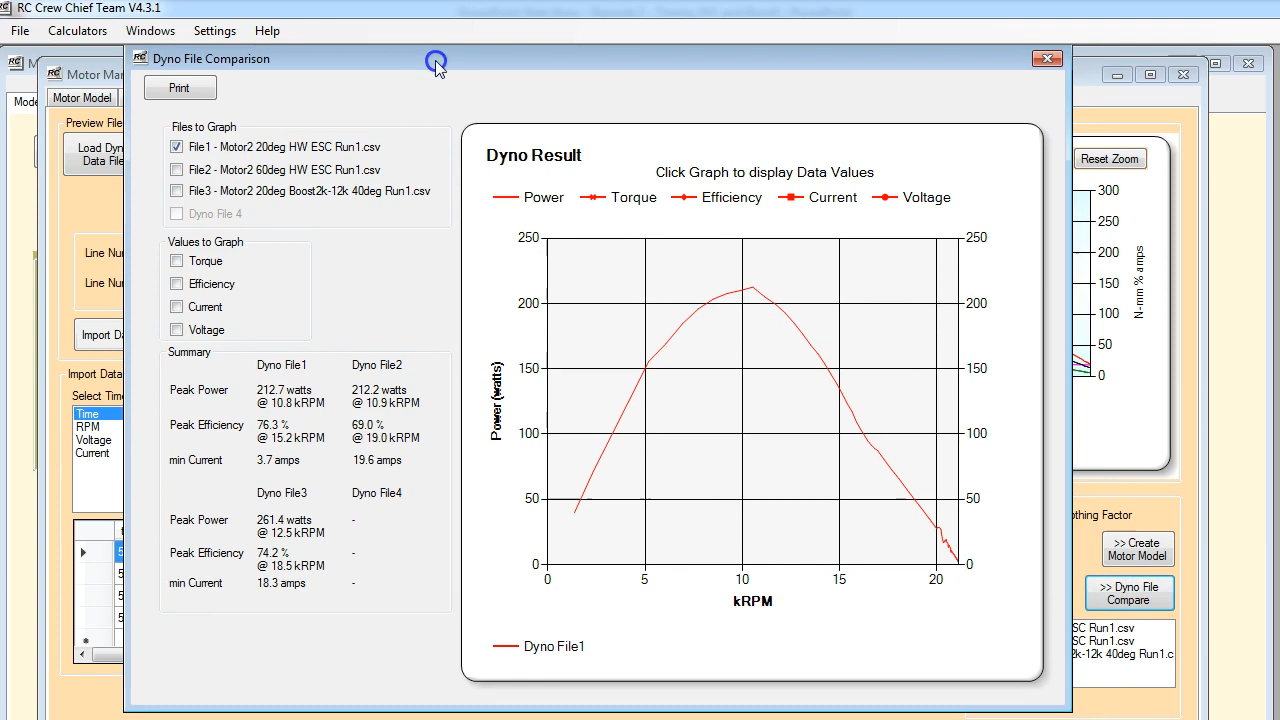 RC Crew Chief Team V4.3.1
File Calculators Windows Settings Help
Dyno File Comparison
Print
Files to Graph
File1 - Motor2 20deg HW ESC Run1.csv
File2 - Motor2 60deg HW ESC Run1.csv
File3 - Motor2 20deg Boost2k-12k 40deg Run1.csv
Dyno File 4
Values to Graph
Torque
Efficiency
Current
Voltage
Summary
Dyno File1 Dyno File2
Peak Power 212.7 watts 212.2 watts
@ 10.8 kRPM @ 10.9 kRPM
Peak Efficiency 76.3 % 69.0 %
@ 15.2 kRPM @ 19.0 kRPM
min Current 3.7 amps 19.6 amps
Dyno File3 Dyno File4
Peak Power 261.4 watts -
@ 12.5 kRPM
Peak Efficiency 74.2 % -
@ 18.5 kRPM
min Current 18.3 amps -
Dyno Result
Click Graph to display Data Values
Power Torque Efficiency Current Voltage
250 250
200 200
150 150
100 100
50 50
0 0
0 5 10 15 20
Power (watts)
kRPM
Dyno File1
Motor Mar
Motor Model
Preview File
Load Dyn
Data File
Line Nu
Line Nu
Import Da
Import Data
Select Time
Time
RPM
Voltage
Current
Reset Zoom
300
250
200
150
100
50
0
N-mm % amps
othing Factor
>> Create
Motor Model
>> Dyno File
Compare
SC Run1.csv
SC Run1.csv
2k-12k 40deg Run1.c